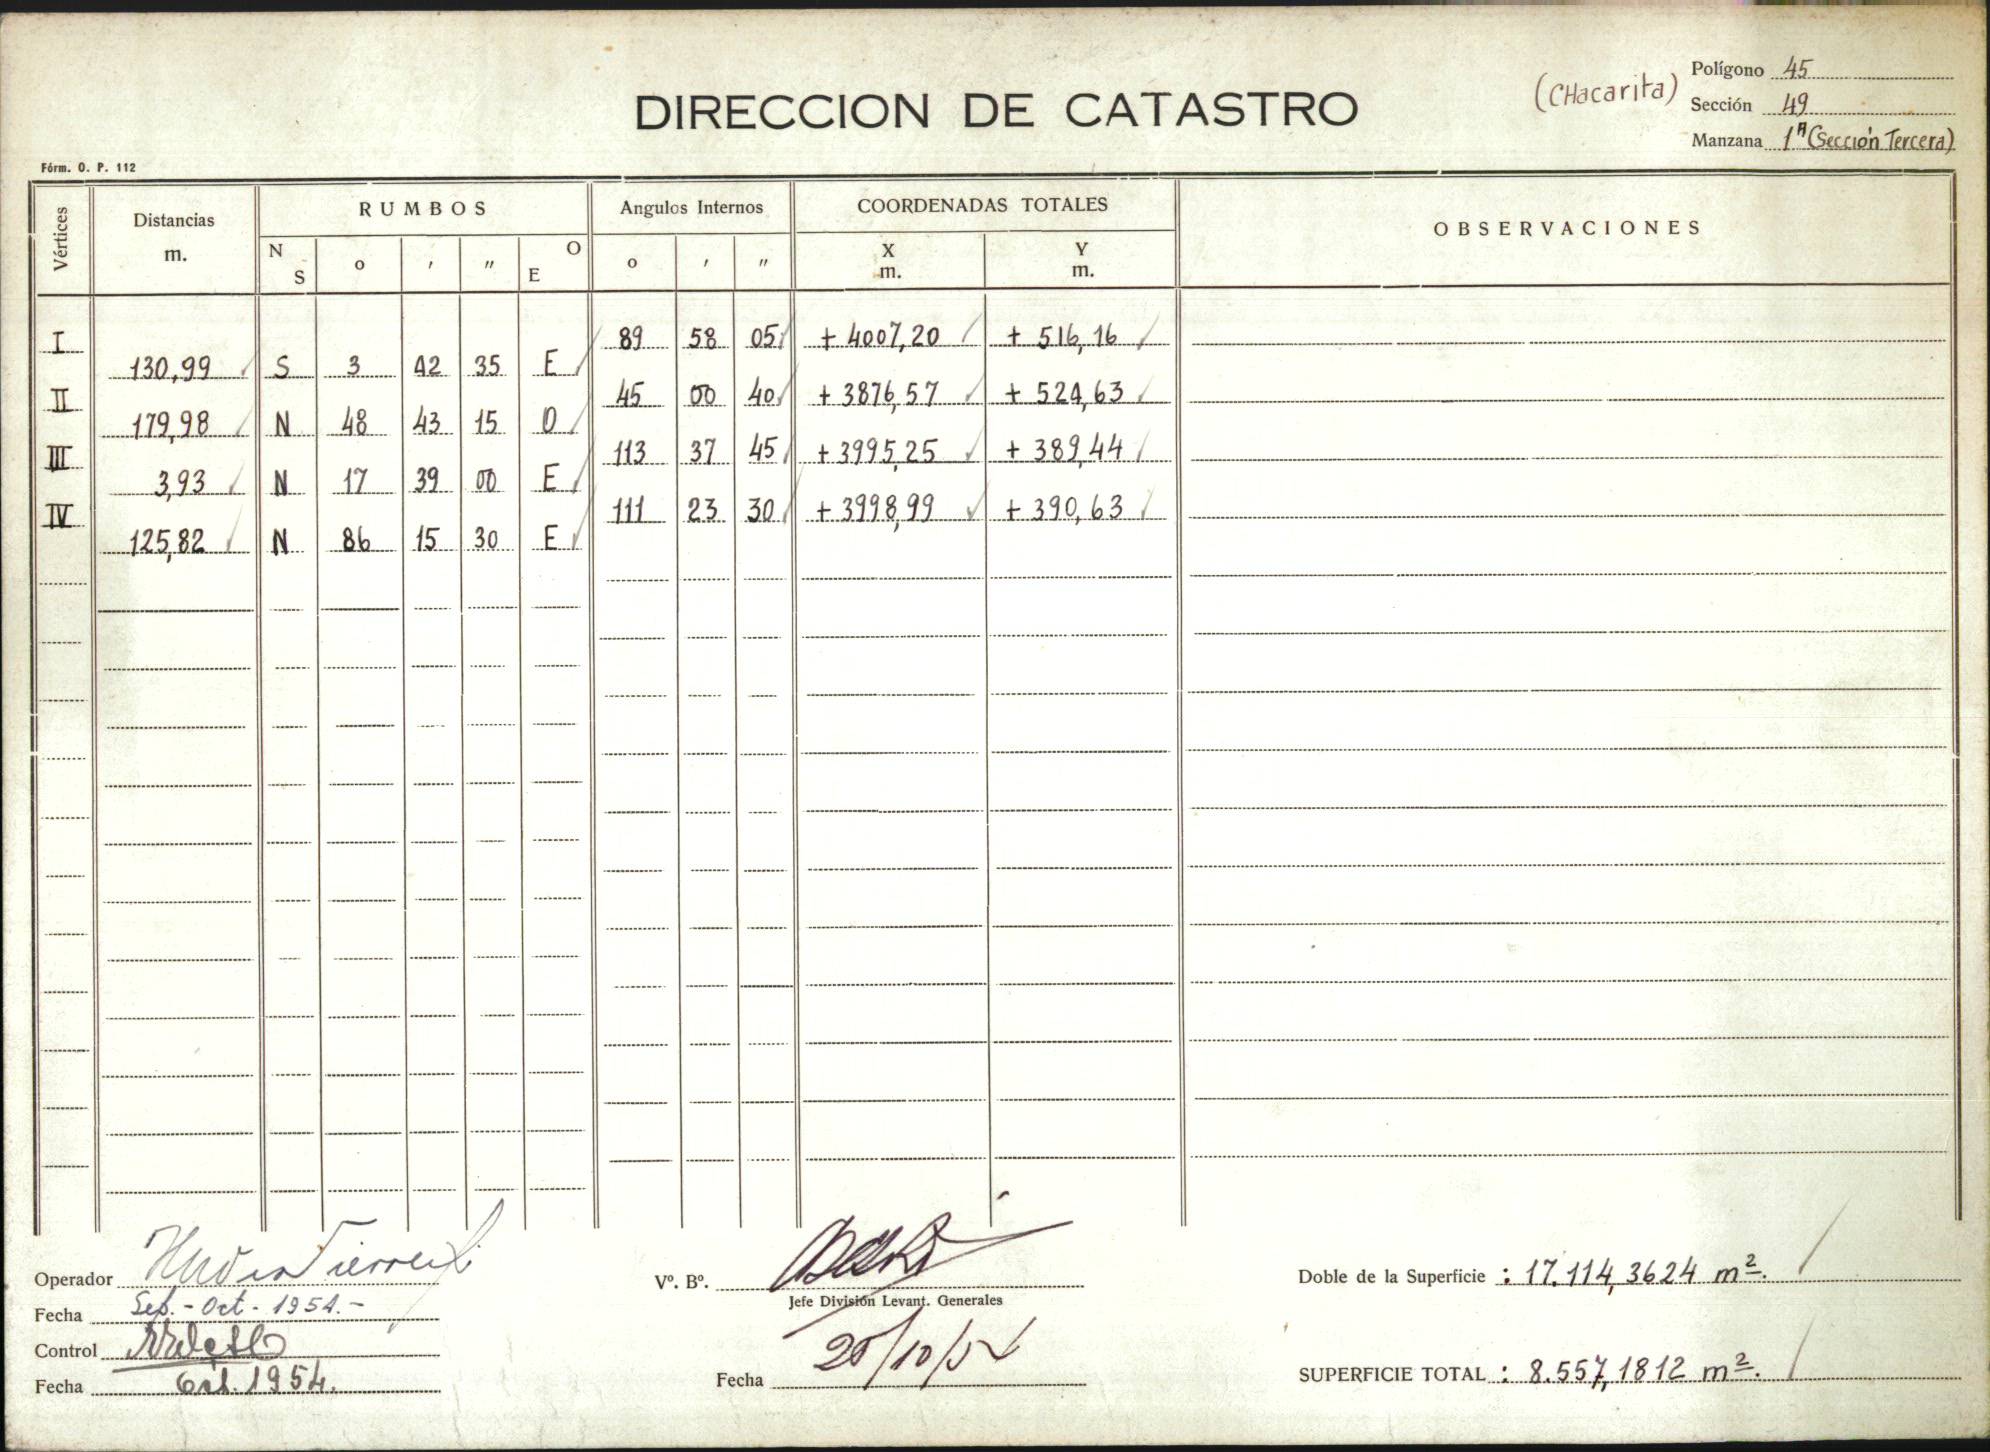 Polígono 45
(CHacarita)
Sección 49
DIRECCION DE CATASTRO
Manzana 1ª (Sección Tercera)
Fórm. O. P. 112
Vértices Distancias m. RUMBOS Angulos Internos COORDENADAS TOTALES OBSERVACIONES
N S o ′ ″ O E o ′ ″ X m. Y m.
I 89 58 05 + 4007,20 + 516,16
130,99 S 3 42 35 E
II 45 00 40 + 3876,57 + 524,63
179,98 N 48 43 15 O
III 113 37 45 + 3995,25 + 389,44
3,93 N 17 39 00 E
IV 111 23 30 + 3998,99 + 390,63
125,82 N 86 15 30 E
Operador
Vº. Bº.
Doble de la Superficie : 17.114,3624 m².
Jefe División Levant. Generales
Fecha Sep. - Oct. - 1954. -
Control
Fecha Oct. 1954.
Fecha 25/10/54
SUPERFICIE TOTAL : 8.557,1812 m².